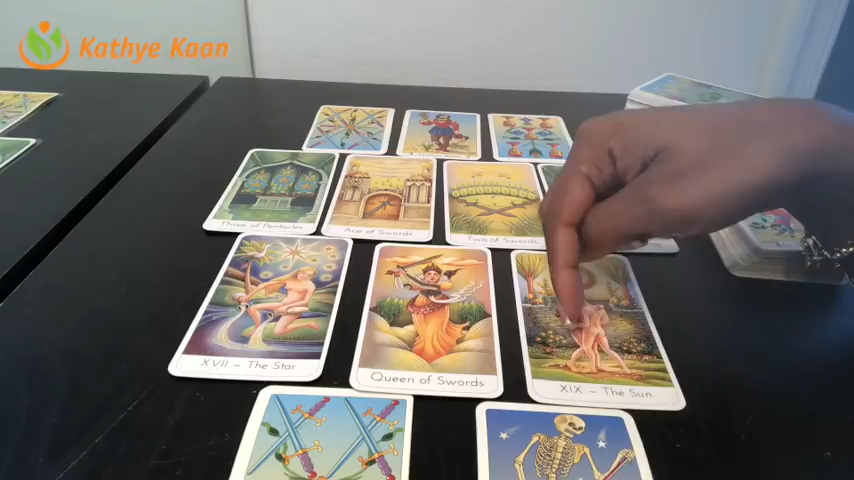 Kathye Kaan
Three of Pentacles
Ace of Swords
Two of Swords
XVII – The Star
Queen of Swords
XIX – The Sun